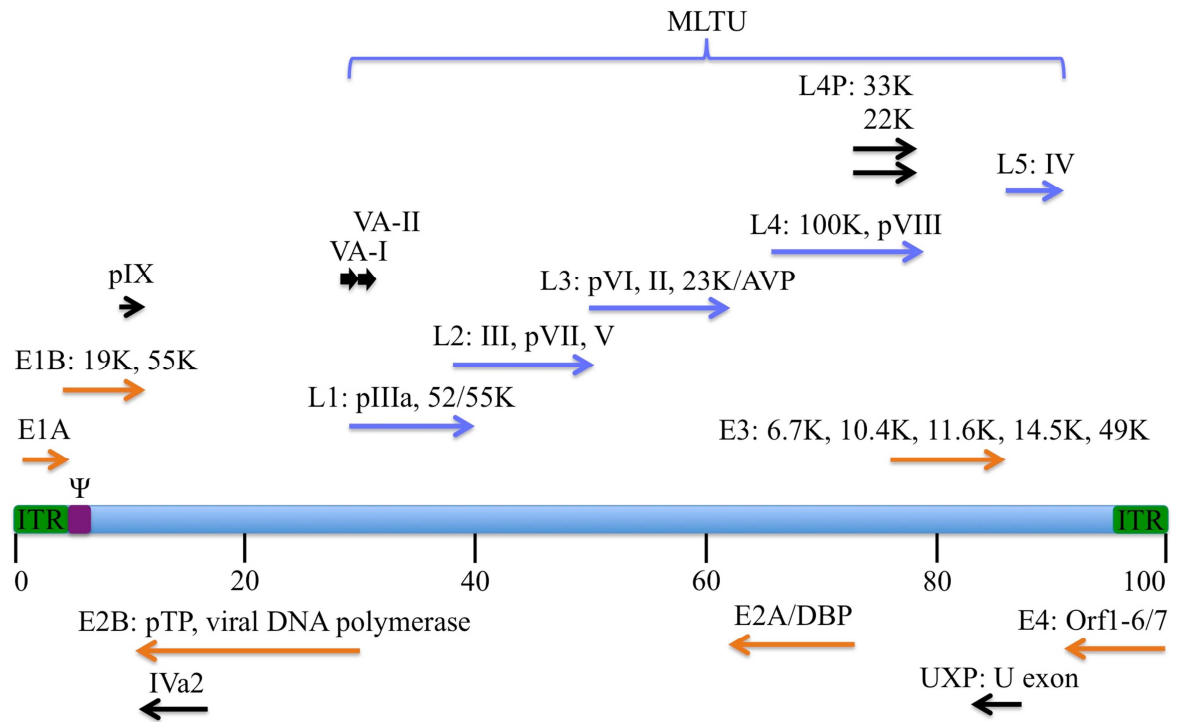 MLTU
L4P: 33K
22K
L5: IV
VA-II
L4: 100K, pVIII
VA-I
pIX
L3: pVI, II, 23K/AVP
L2: III, pVII, V
E1B: 19K, 55K
L1: pIIIa, 52/55K
E1A
E3: 6.7K, 10.4K, 11.6K, 14.5K, 49K
Ψ
ITR ITR
0 20 40 60 80 100
E2B: pTP, viral DNA polymerase
E2A/DBP
E4: Orf1-6/7
IVa2
UXP: U exon